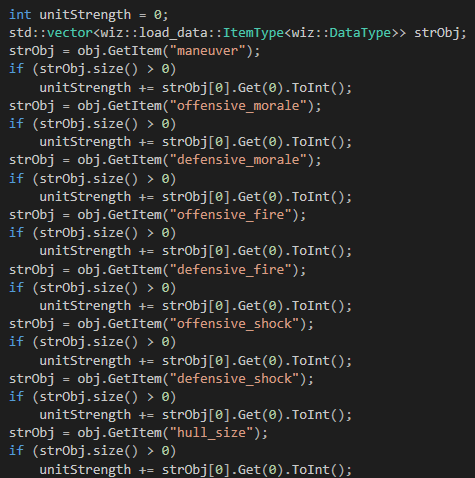 int unitStrength = 0;
std::vector<wiz::load_data::ItemType<wiz::DataType>> strObj;
strObj = obj.GetItem("maneuver");
if (strObj.size() > 0)
    unitStrength += strObj[0].Get(0).ToInt();
strObj = obj.GetItem("offensive_morale");
if (strObj.size() > 0)
    unitStrength += strObj[0].Get(0).ToInt();
strObj = obj.GetItem("defensive_morale");
if (strObj.size() > 0)
    unitStrength += strObj[0].Get(0).ToInt();
strObj = obj.GetItem("offensive_fire");
if (strObj.size() > 0)
    unitStrength += strObj[0].Get(0).ToInt();
strObj = obj.GetItem("defensive_fire");
if (strObj.size() > 0)
    unitStrength += strObj[0].Get(0).ToInt();
strObj = obj.GetItem("offensive_shock");
if (strObj.size() > 0)
    unitStrength += strObj[0].Get(0).ToInt();
strObj = obj.GetItem("defensive_shock");
if (strObj.size() > 0)
    unitStrength += strObj[0].Get(0).ToInt();
strObj = obj.GetItem("hull_size");
if (strObj.size() > 0)
    unitStrength += strObj[0].Get(0).ToInt();